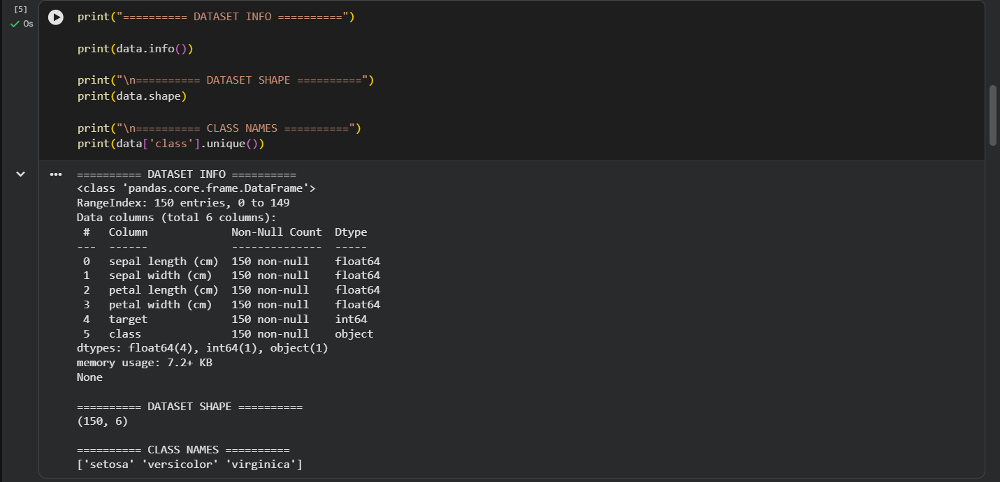 [5]
0s
print("========== DATASET INFO ==========")
print(data.info())
print("\n========== DATASET SHAPE ==========")
print(data.shape)
print("\n========== CLASS NAMES ==========")
print(data['class'].unique())
========== DATASET INFO ==========
<class 'pandas.core.frame.DataFrame'>
RangeIndex: 150 entries, 0 to 149
Data columns (total 6 columns):
 #   Column             Non-Null Count  Dtype
---  ------             --------------  -----
 0   sepal length (cm)  150 non-null    float64
 1   sepal width (cm)   150 non-null    float64
 2   petal length (cm)  150 non-null    float64
 3   petal width (cm)   150 non-null    float64
 4   target             150 non-null    int64
 5   class              150 non-null    object
dtypes: float64(4), int64(1), object(1)
memory usage: 7.2+ KB
None
========== DATASET SHAPE ==========
(150, 6)
========== CLASS NAMES ==========
['setosa' 'versicolor' 'virginica']